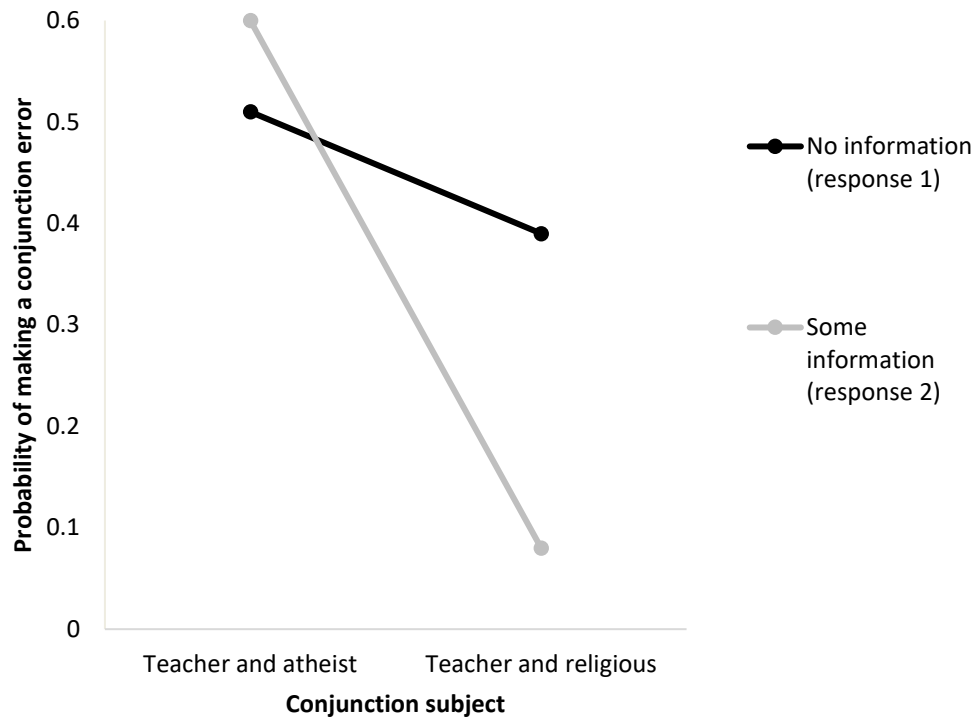 Probability of making a conjunction error
0.6
0.5
0.4
0.3
0.2
0.1
0
Teacher and atheist
Teacher and religious
Conjunction subject
No information
(response 1)
Some
information
(response 2)